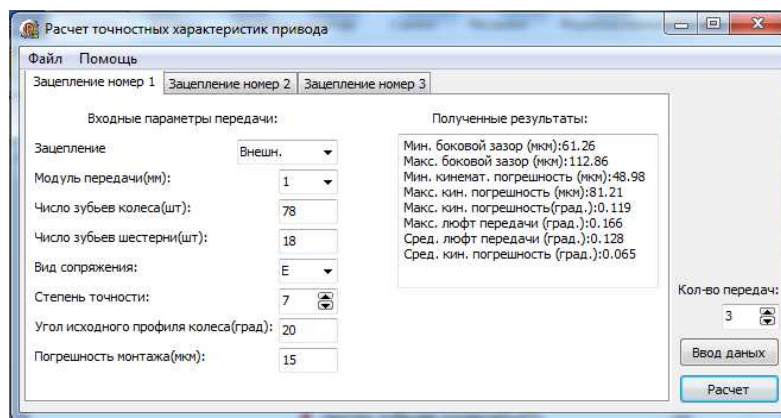 Расчет точностных характеристик привода
Файл Помощь
Зацепление номер 1 Зацепление номер 2 Зацепление номер 3
Входные параметры передачи:
Зацепление Внешн.
Модуль передачи(мм): 1
Число зубьев колеса(шт): 78
Число зубьев шестерни(шт): 18
Вид сопряжения: E
Степень точности: 7
Угол исходного профиля колеса(град): 20
Погрешность монтажа(мкм): 15
Полученные результаты:
Мин. боковой зазор (мкм):61.26
Макс. боковой зазор (мкм):112.86
Мин. кинемат. погрешность (мкм):48.98
Макс. кин. погрешность (мкм):81.21
Макс. кин. погрешность(град.):0.119
Макс. люфт передачи (град.):0.166
Сред. люфт передачи (град.):0.128
Сред. кин. погрешность (град.):0.065
Кол-во передач:
3
Ввод даных
Расчет